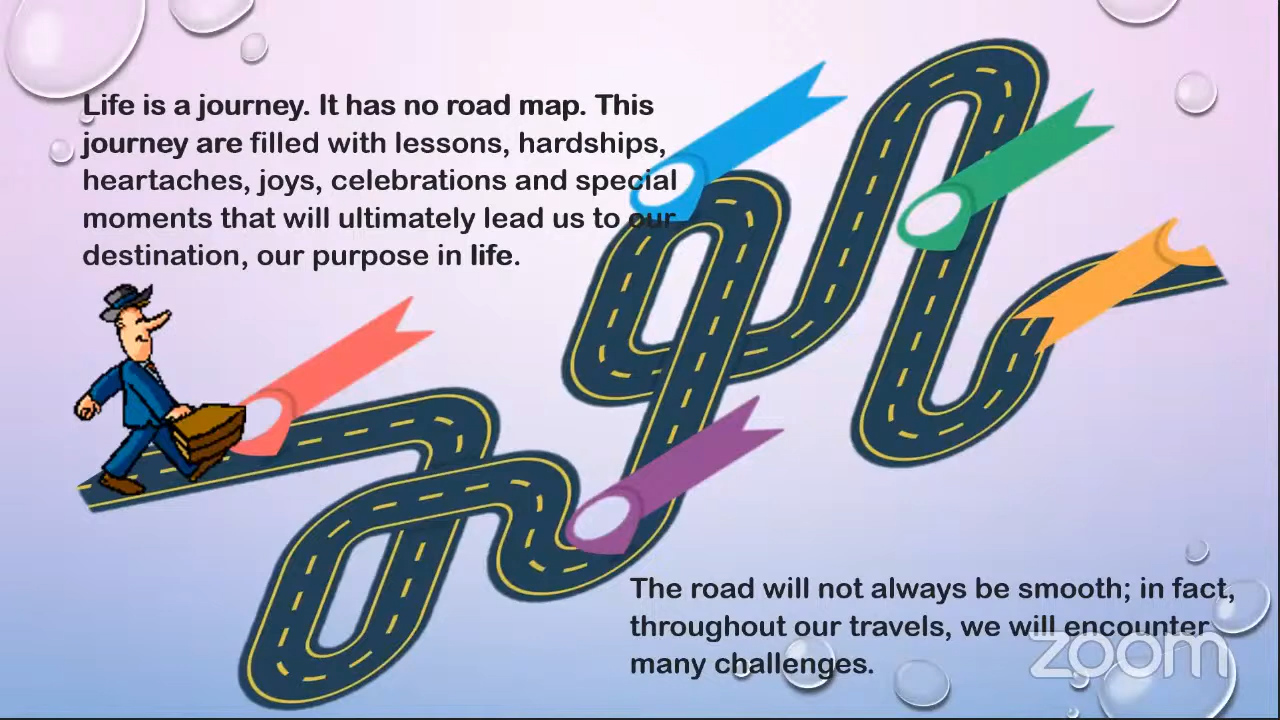 Life is a journey. It has no road map. This
journey are filled with lessons, hardships,
heartaches, joys, celebrations and special
moments that will ultimately lead us to our
destination, our purpose in life.
The road will not always be smooth; in fact,
throughout our travels, we will encounter
many challenges.
zoom